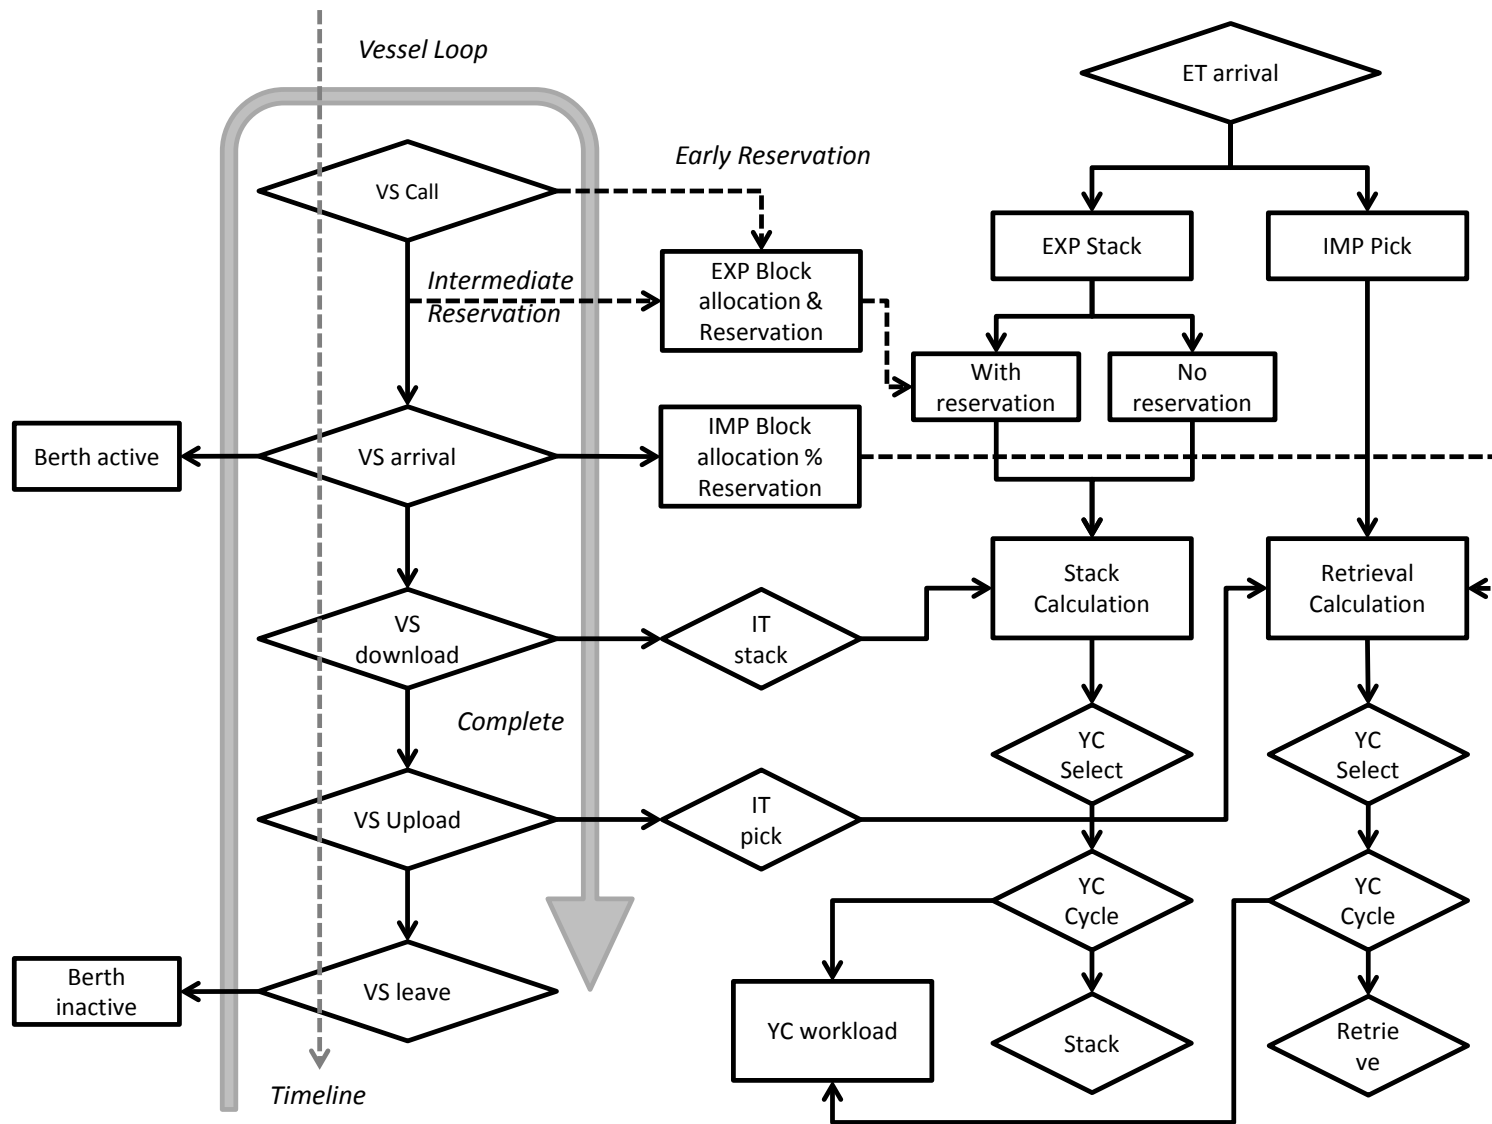 Vessel Loop
ET arrival
Early Reservation
VS Call
EXP Stack
IMP Pick
Intermediate
Reservation
EXP Block
allocation &
Reservation
With
reservation
No
reservation
Berth active
VS arrival
IMP Block
allocation %
Reservation
VS
download
IT
stack
Stack
Calculation
Retrieval
Calculation
Complete
YC
Select
YC
Select
VS Upload
IT
pick
YC
Cycle
YC
Cycle
Berth
inactive
VS leave
YC workload
Stack
Retrie
ve
Timeline